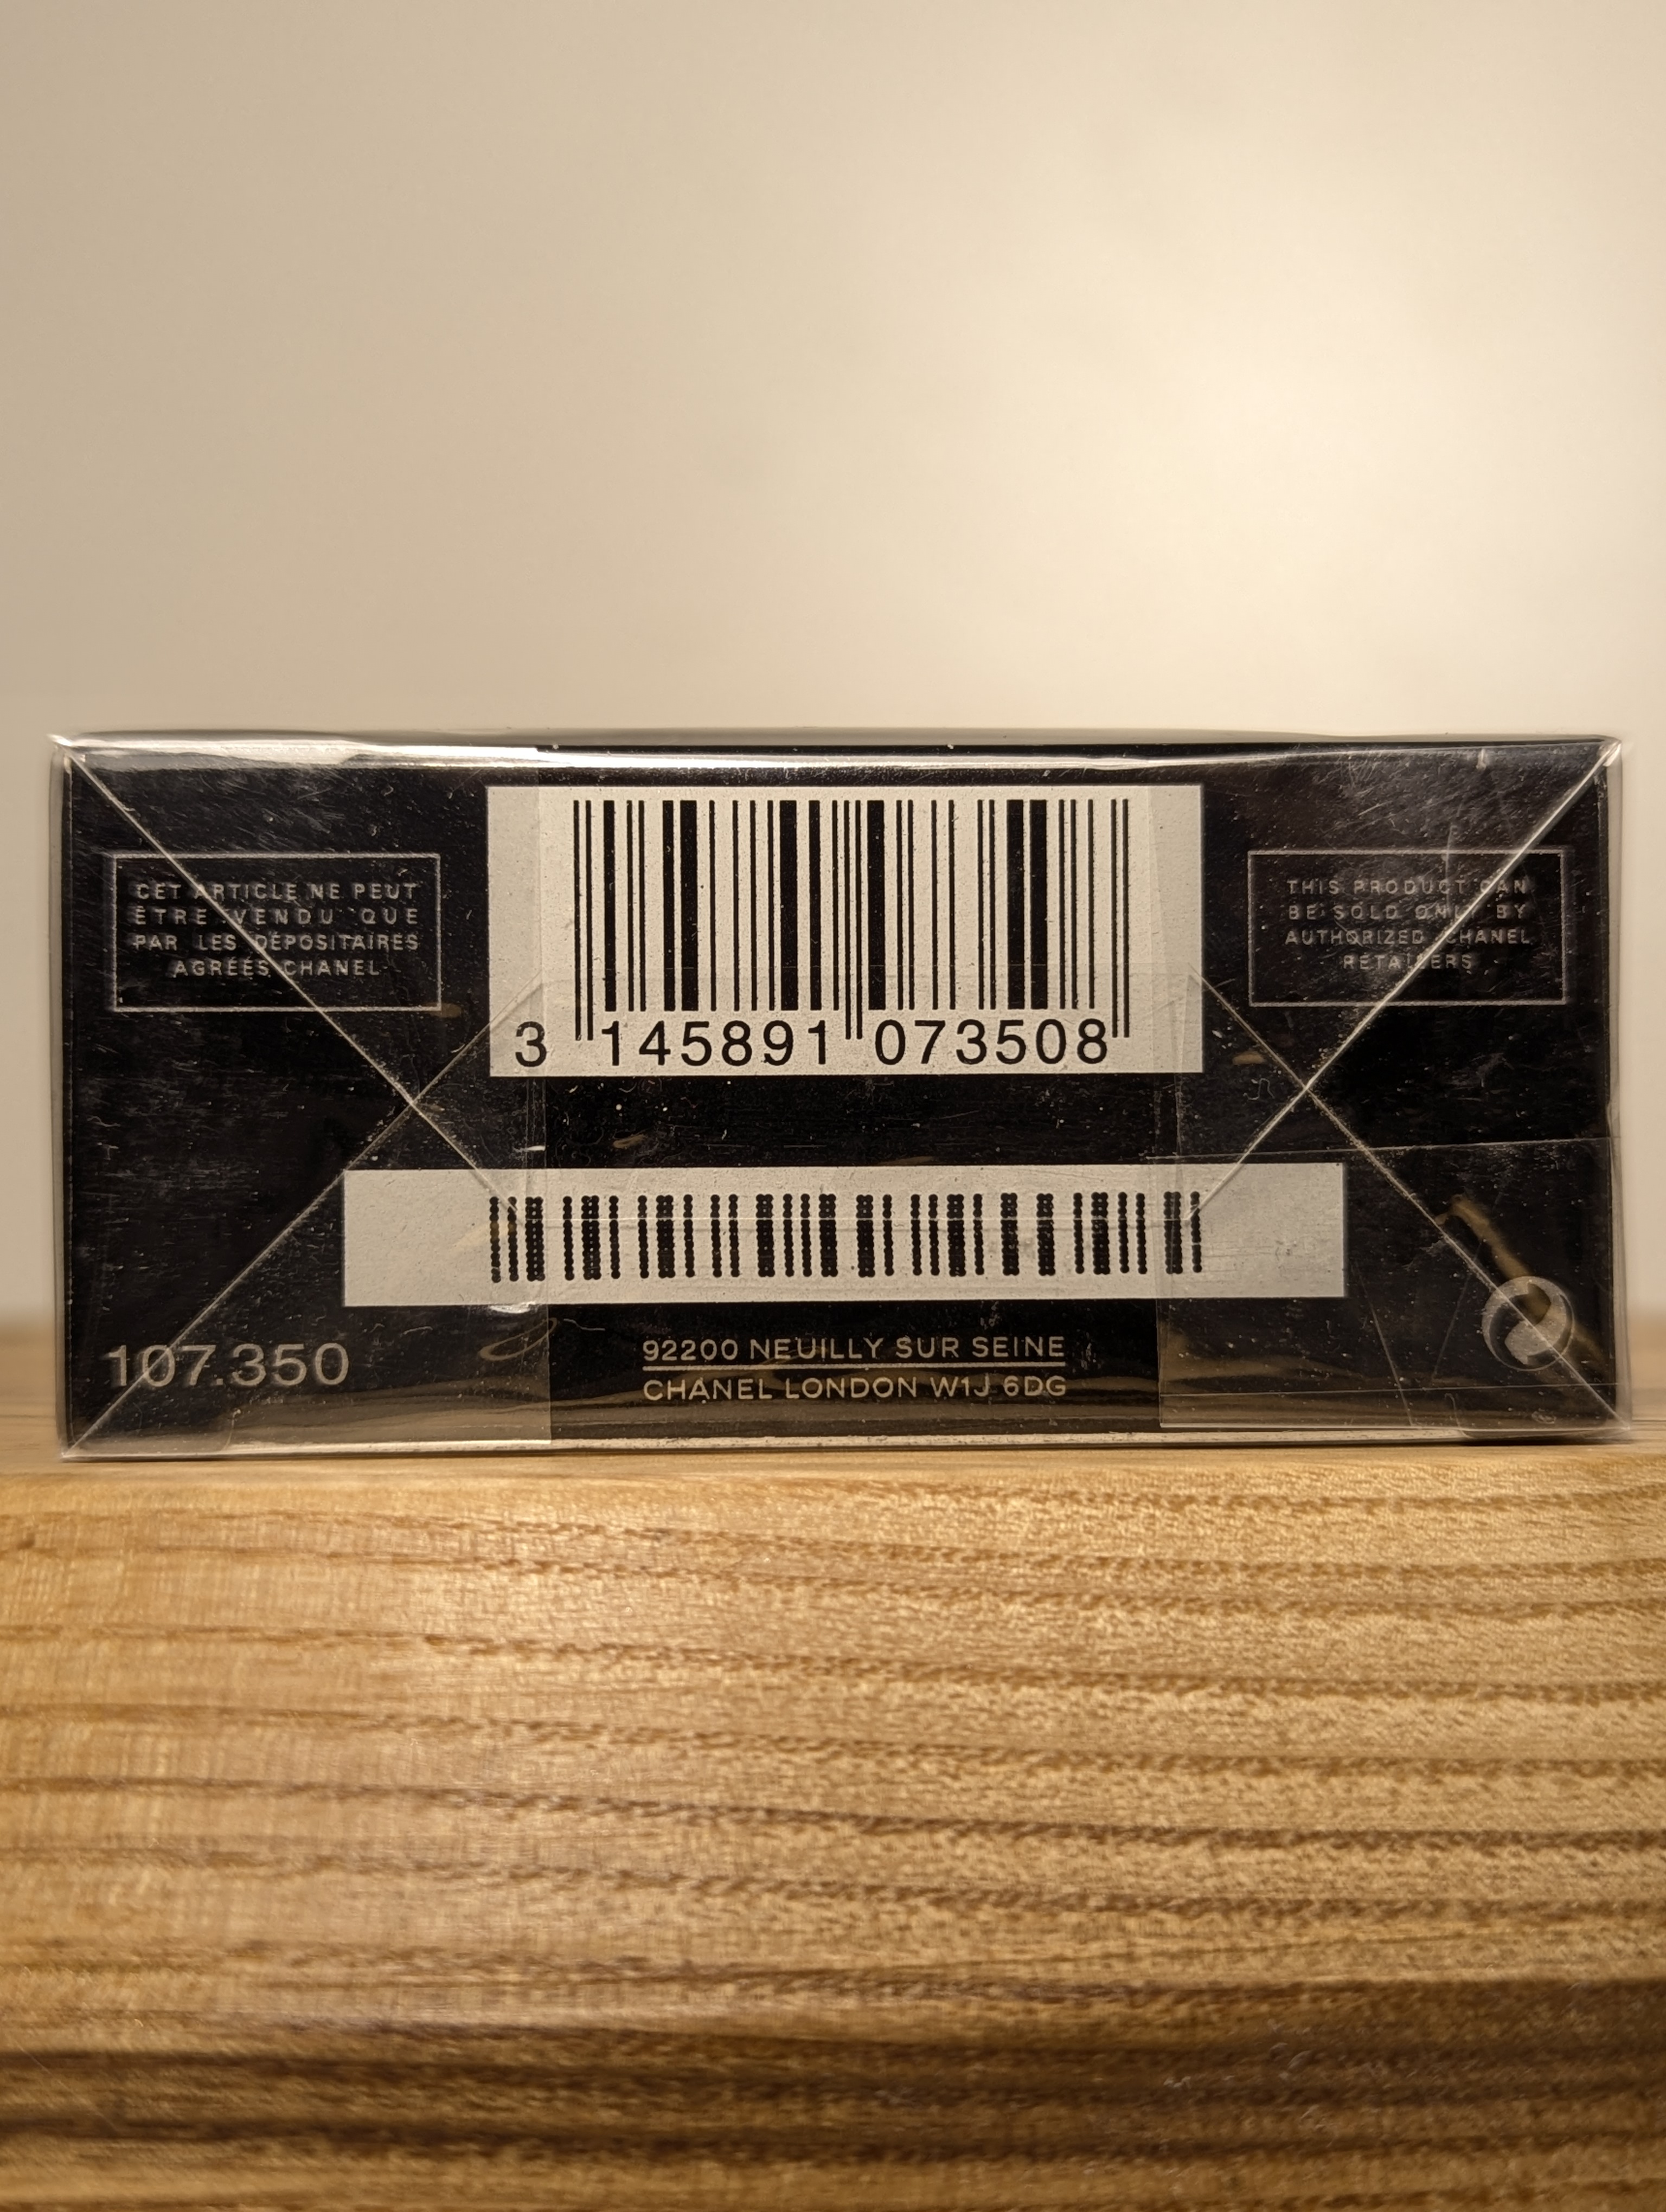 CET ARTICLE NE PEUT
ÊTRE VENDU QUE
PAR LES DÉPOSITAIRES
AGRÉÉS CHANEL
3 145891 073508
THIS PRODUCT CAN
BE SOLD ONLY BY
AUTHORIZED CHANEL
RETAILERS
107.350
92200 NEUILLY SUR SEINE
CHANEL LONDON W1J 6DG